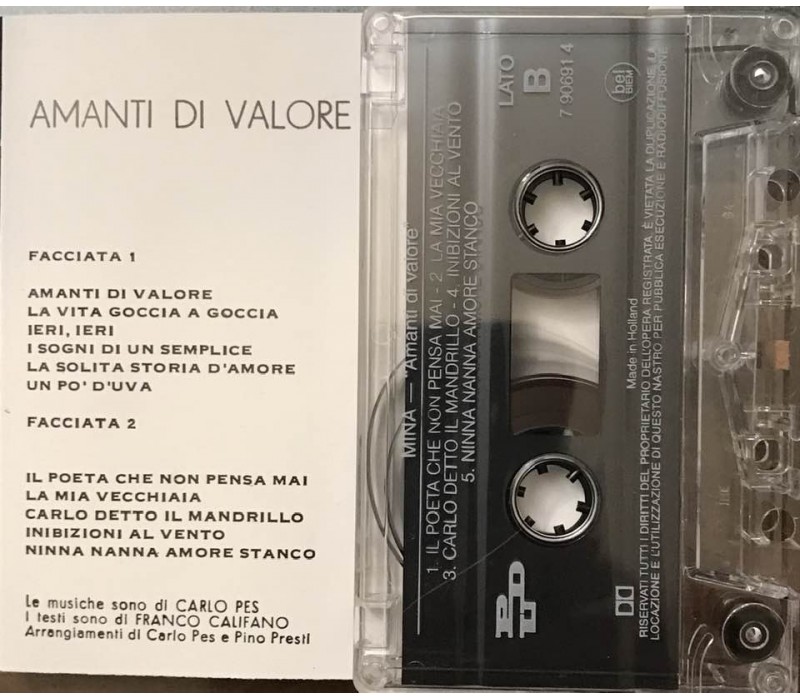 AMANTI DI VALORE
FACCIATA 1
AMANTI DI VALORE
LA VITA GOCCIA A GOCCIA
IERI, IERI
I SOGNI DI UN SEMPLICE
LA SOLITA STORIA D'AMORE
UN PO' D'UVA
FACCIATA 2
IL POETA CHE NON PENSA MAI
LA MIA VECCHIAIA
CARLO DETTO IL MANDRILLO
INIBIZIONI AL VENTO
NINNA NANNA AMORE STANCO
Le musiche sono di CARLO PES
I testi sono di FRANCO CALIFANO
Arrangiamenti di Carlo Pes e Pino Presti
LATO
B
7 90691 4
bel
BIEM
MINA — "Amanti di valore"
1. IL POETA CHE NON PENSA MAI - 2. LA MIA VECCHIAIA
3. CARLO DETTO IL MANDRILLO - 4. INIBIZIONI AL VENTO
5. NINNA NANNA AMORE STANCO
PDU
Made in Holland
RISERVATI TUTTI I DIRITTI DEL PROPRIETARIO DELL'OPERA REGISTRATA. È VIETATA LA DUPLICAZIONE, LA
LOCAZIONE E L'UTILIZZAZIONE DI QUESTO NASTRO PER PUBBLICA ESECUZIONE E RADIODIFFUSIONE